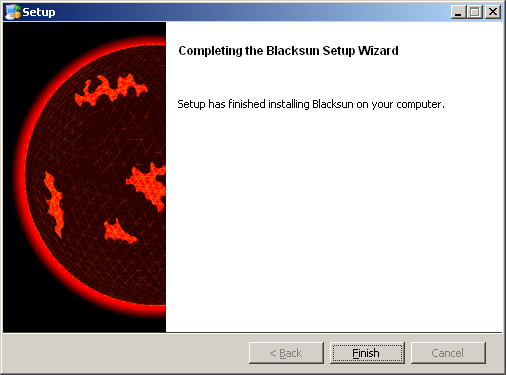 Setup
Completing the Blacksun Setup Wizard
Setup has finished installing Blacksun on your computer.
< Back
Finish
Cancel